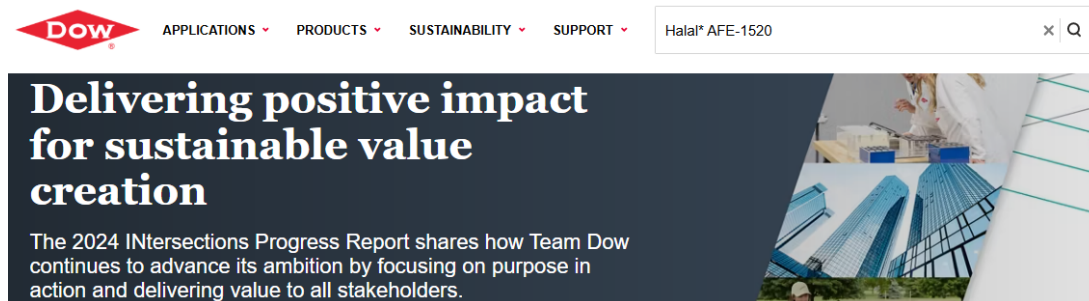 DOW
APPLICATIONS PRODUCTS SUSTAINABILITY SUPPORT Halal* AFE-1520
Delivering positive impact
for sustainable value
creation
The 2024 INtersections Progress Report shares how Team Dow
continues to advance its ambition by focusing on purpose in
action and delivering value to all stakeholders.